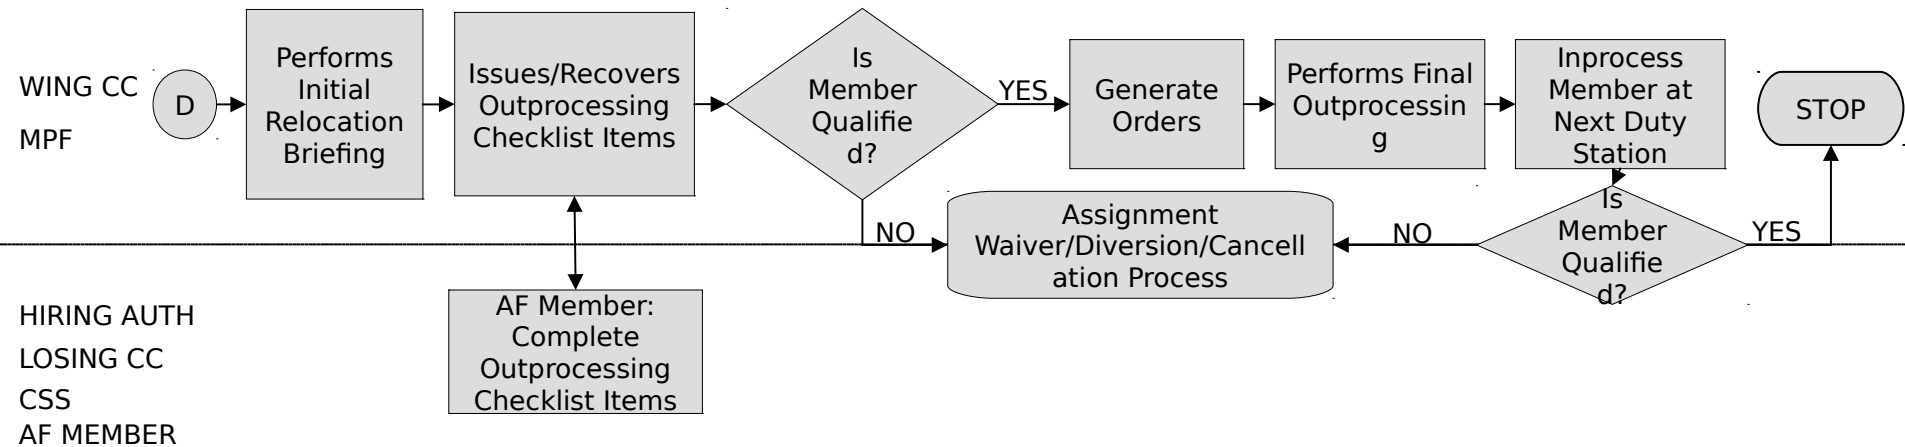 WING CC
MPF
D
Performs
Initial
Relocation
Briefing
Issues/Recovers
Outprocessing
Checklist Items
Is
Member
Qualifie
d?
YES
Generate
Orders
Performs Final
Outprocessin
g
Inprocess
Member at
Next Duty
Station
STOP
NO
Assignment
Waiver/Diversion/Cancell
ation Process
NO
Is
Member
Qualifie
d?
YES
HIRING AUTH
LOSING CC
CSS
AF MEMBER
AF Member:
Complete
Outprocessing
Checklist Items